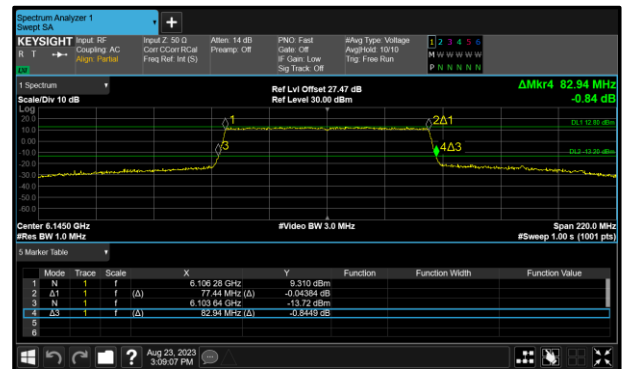 Spectrum Analyzer 1
Swept SA
+
KEYSIGHT Input: RF Input Z: 50 Ω Atten: 14 dB PNO: Fast #Avg Type: Voltage 1 2 3 4 5 6
R T Coupling: AC Corr CCorr RCal Preamp: Off Gate: Off Avg|Hold: 10/10 M W W W W W
Align: Partial Freq Ref: Int (S) IF Gain: Low Trig: Free Run
Sig Track: Off P N N N N N
1 Spectrum Ref Lvl Offset 27.47 dB ΔMkr4 82.94 MHz
Scale/Div 10 dB Ref Level 30.00 dBm -0.84 dB
Log
20.0
10.0
0.00
-10.0
-20.0
-30.0
-40.0
-50.0
-60.0
1
2Δ1
DL1 12.80 dBm
3
4Δ3
DL2 -13.20 dBm
Center 6.1450 GHz #Video BW 3.0 MHz Span 220.0 MHz
#Res BW 1.0 MHz #Sweep 1.00 s (1001 pts)
5 Marker Table
Mode Trace Scale X Y Function Function Width Function Value
1 N 1 f 6.106 28 GHz 9.310 dBm
2 Δ1 1 f (Δ) 77.44 MHz (Δ) -0.04384 dB
3 N 1 f 6.103 64 GHz -13.72 dBm
4 Δ3 1 f (Δ) 82.94 MHz (Δ) -0.8449 dB
5
6
? Aug 23, 2023
3:09:07 PM